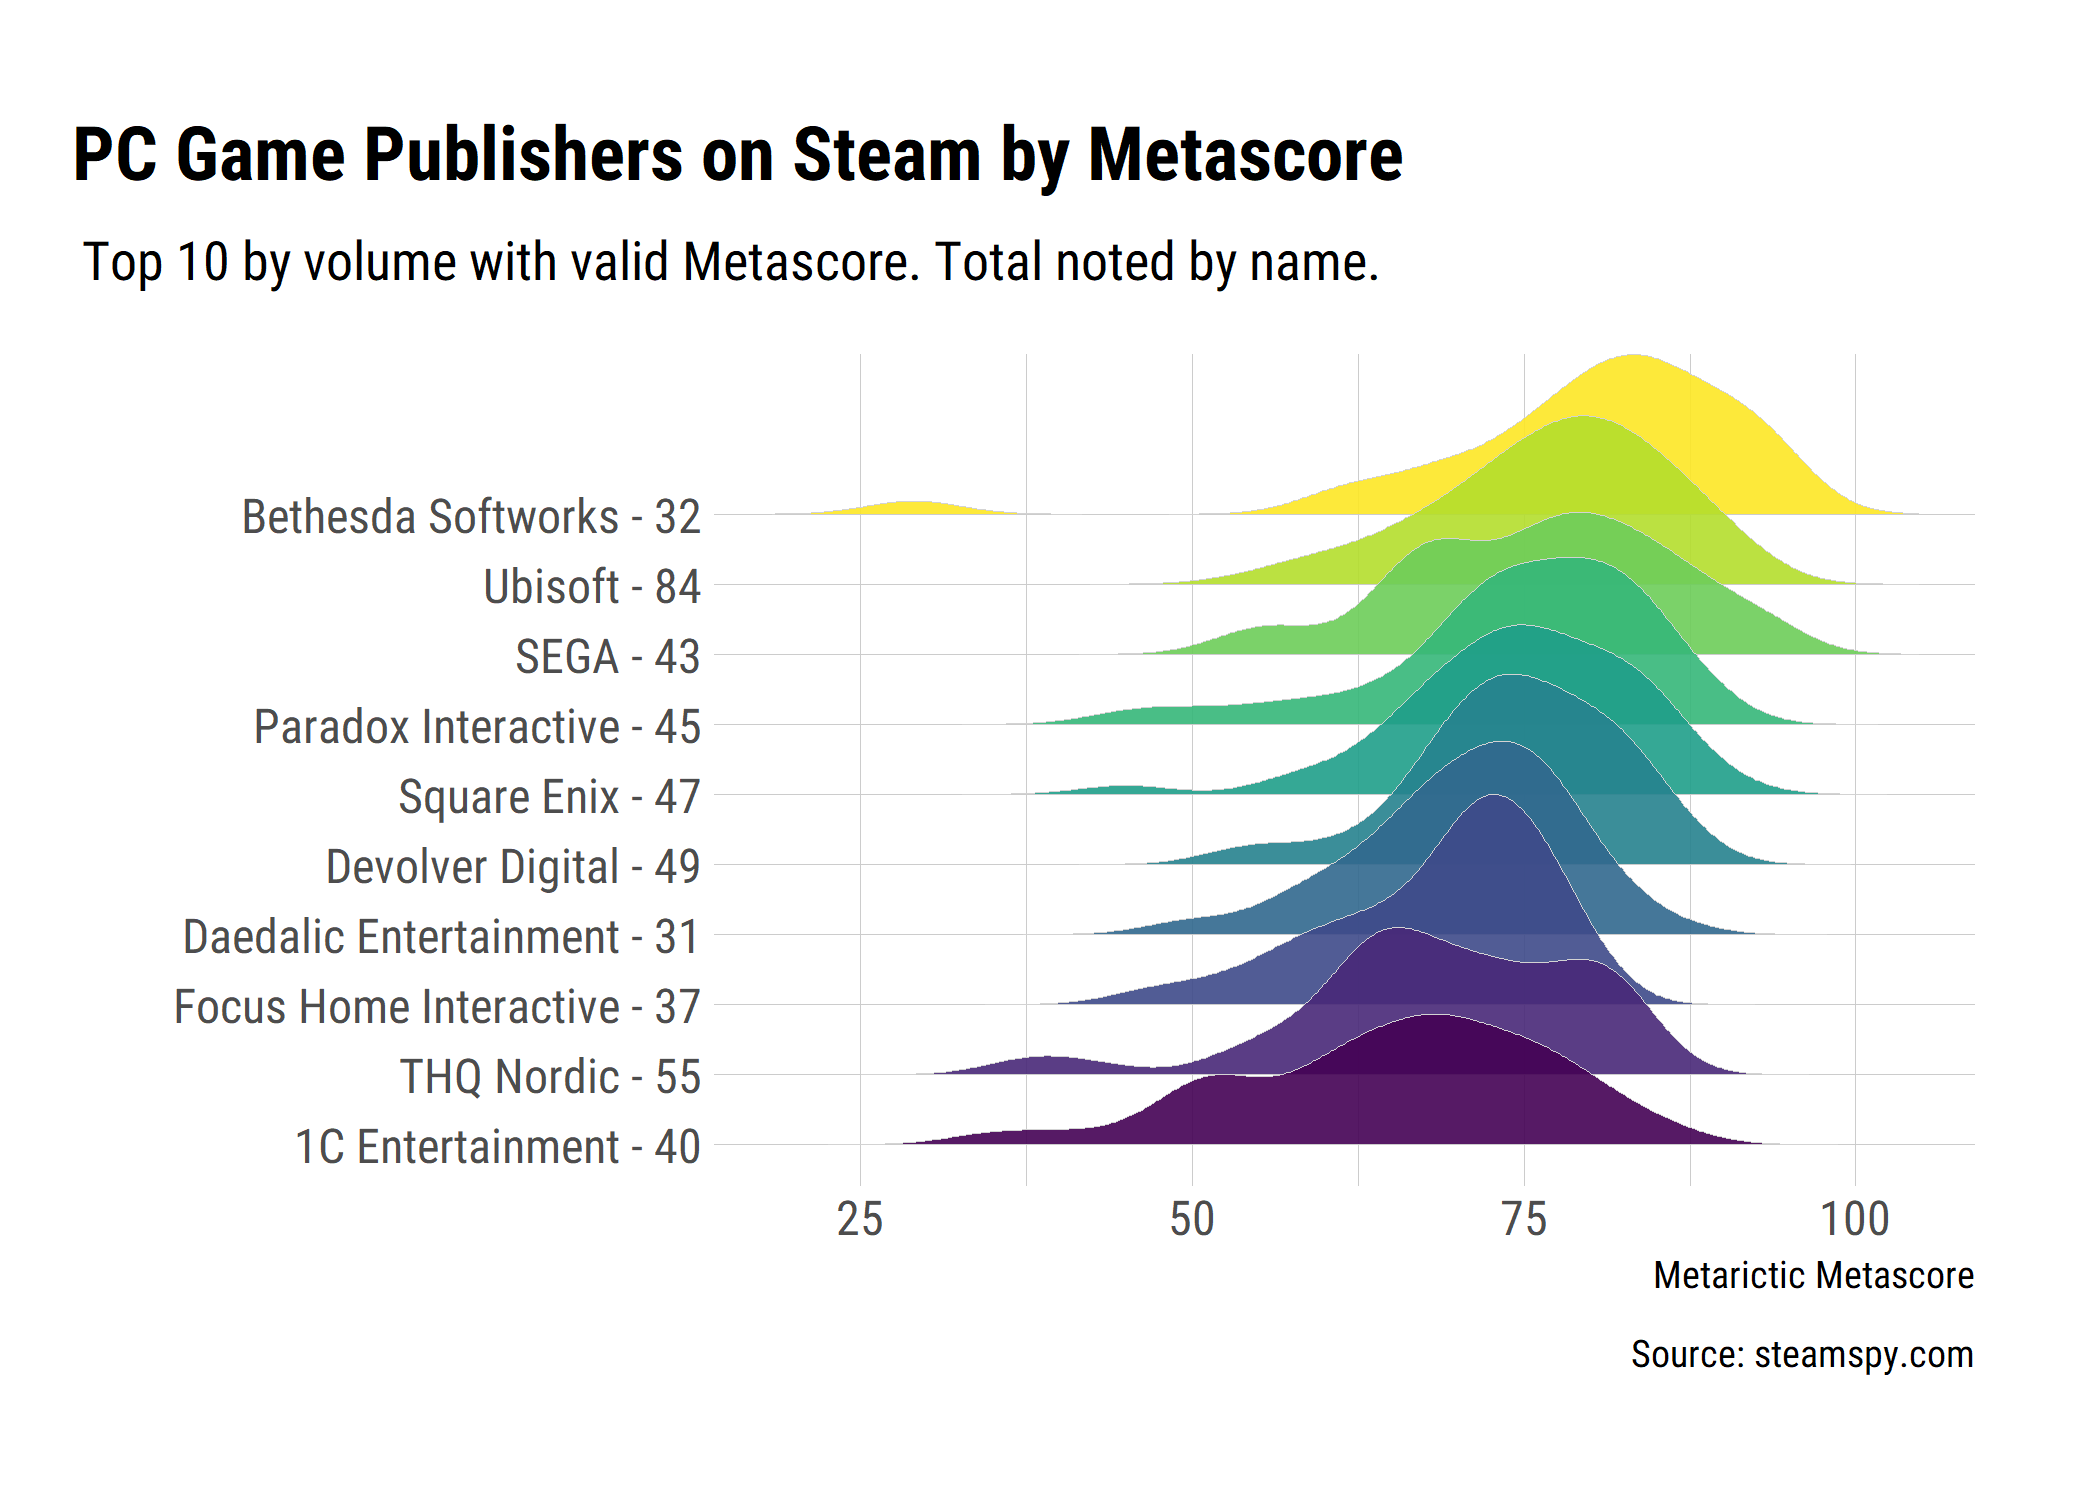 PC Game Publishers on Steam by Metascore
Top 10 by volume with valid Metascore. Total noted by name.
Bethesda Softworks - 32
Ubisoft - 84
SEGA - 43
Paradox Interactive - 45
Square Enix - 47
Devolver Digital - 49
Daedalic Entertainment - 31
Focus Home Interactive - 37
THQ Nordic - 55
1C Entertainment - 40
25 50 75 100
Metarictic Metascore
Source: steamspy.com